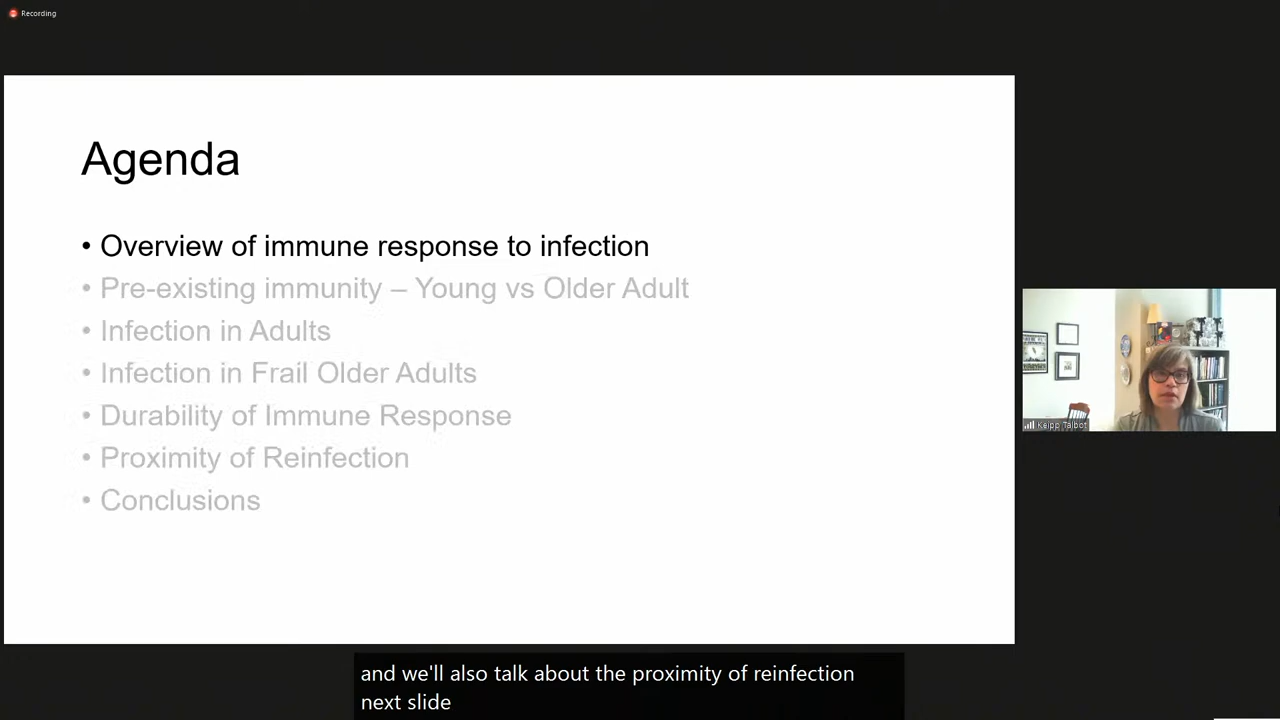 Recording
Agenda
• Overview of immune response to infection
• Pre-existing immunity – Young vs Older Adult
• Infection in Adults
• Infection in Frail Older Adults
• Durability of Immune Response
• Proximity of Reinfection
• Conclusions
Keipp Talbot
and we'll also talk about the proximity of reinfection
next slide